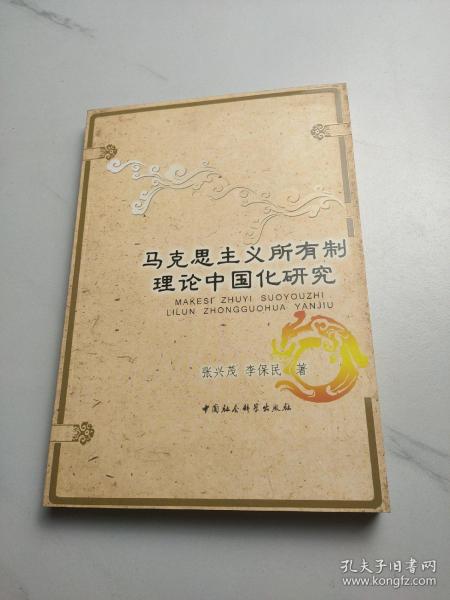 马克思主义所有制
理论中国化研究
MAKESI ZHUYI SUOYOUZHI
LILUN ZHONGGUOHUA YANJIU
张兴茂 李保民 著
中国社会科学出版社
孔夫子旧书网
www.kongfz.com